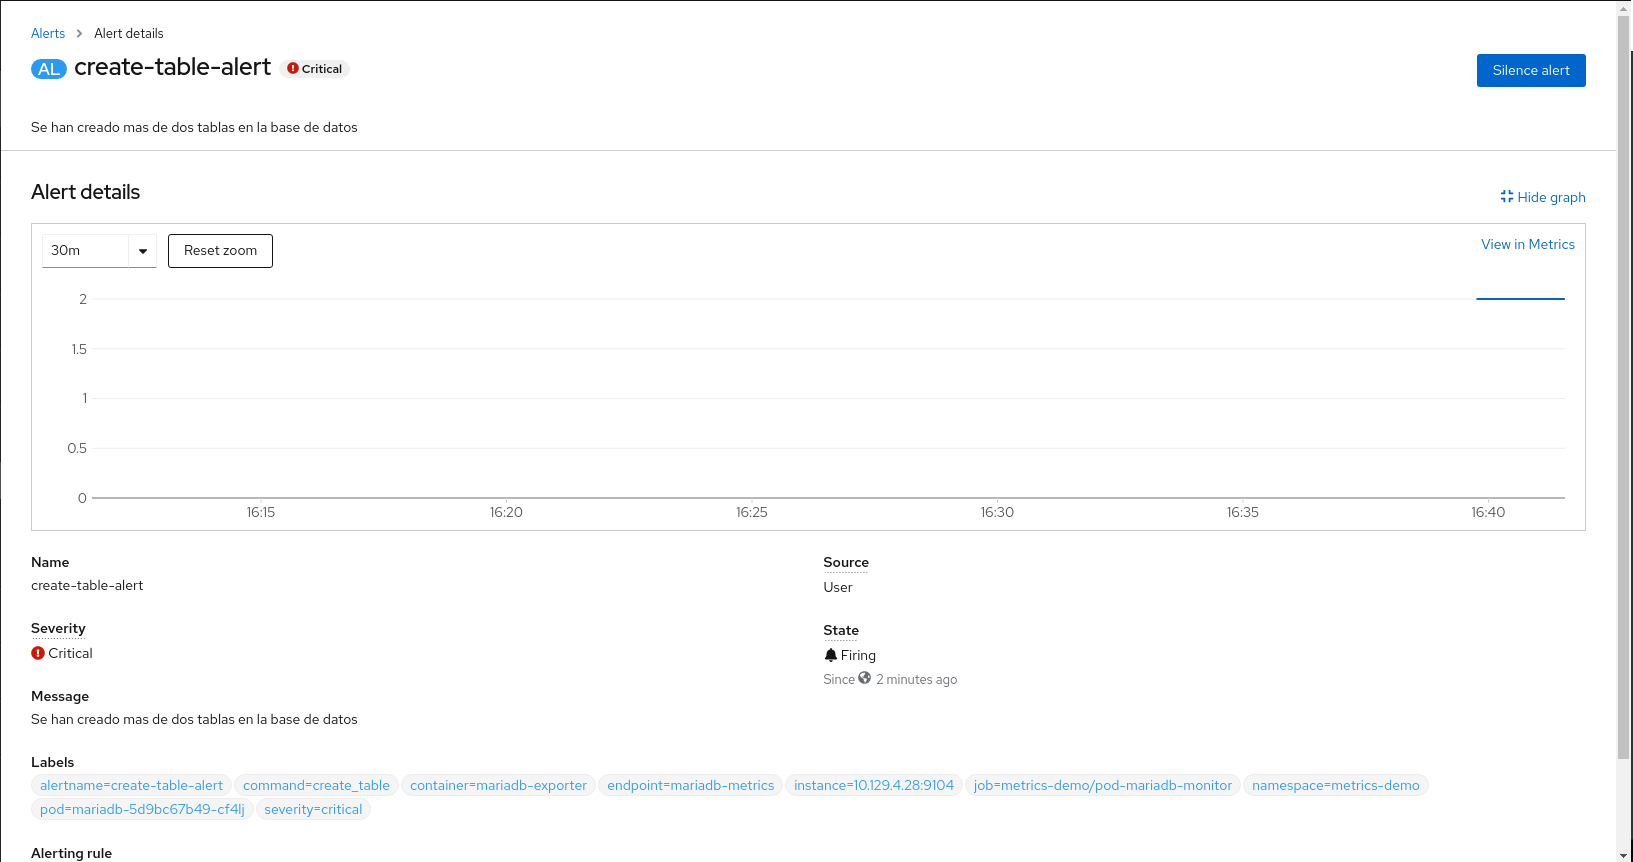 Alerts > Alert details
AL create-table-alert Critical
Silence alert
Se han creado mas de dos tablas en la base de datos
Alert details
Hide graph
30m Reset zoom
View in Metrics
2
1.5
1
0.5
0
16:15 16:20 16:25 16:30 16:35 16:40
Name
create-table-alert
Severity
Critical
Message
Se han creado mas de dos tablas en la base de datos
Source
User
State
Firing
Since 2 minutes ago
Labels
alertname=create-table-alert command=create_table container=mariadb-exporter endpoint=mariadb-metrics instance=10.129.4.28:9104 job=metrics-demo/pod-mariadb-monitor namespace=metrics-demo
pod=mariadb-5d9bc67b49-cf4lj severity=critical
Alerting rule